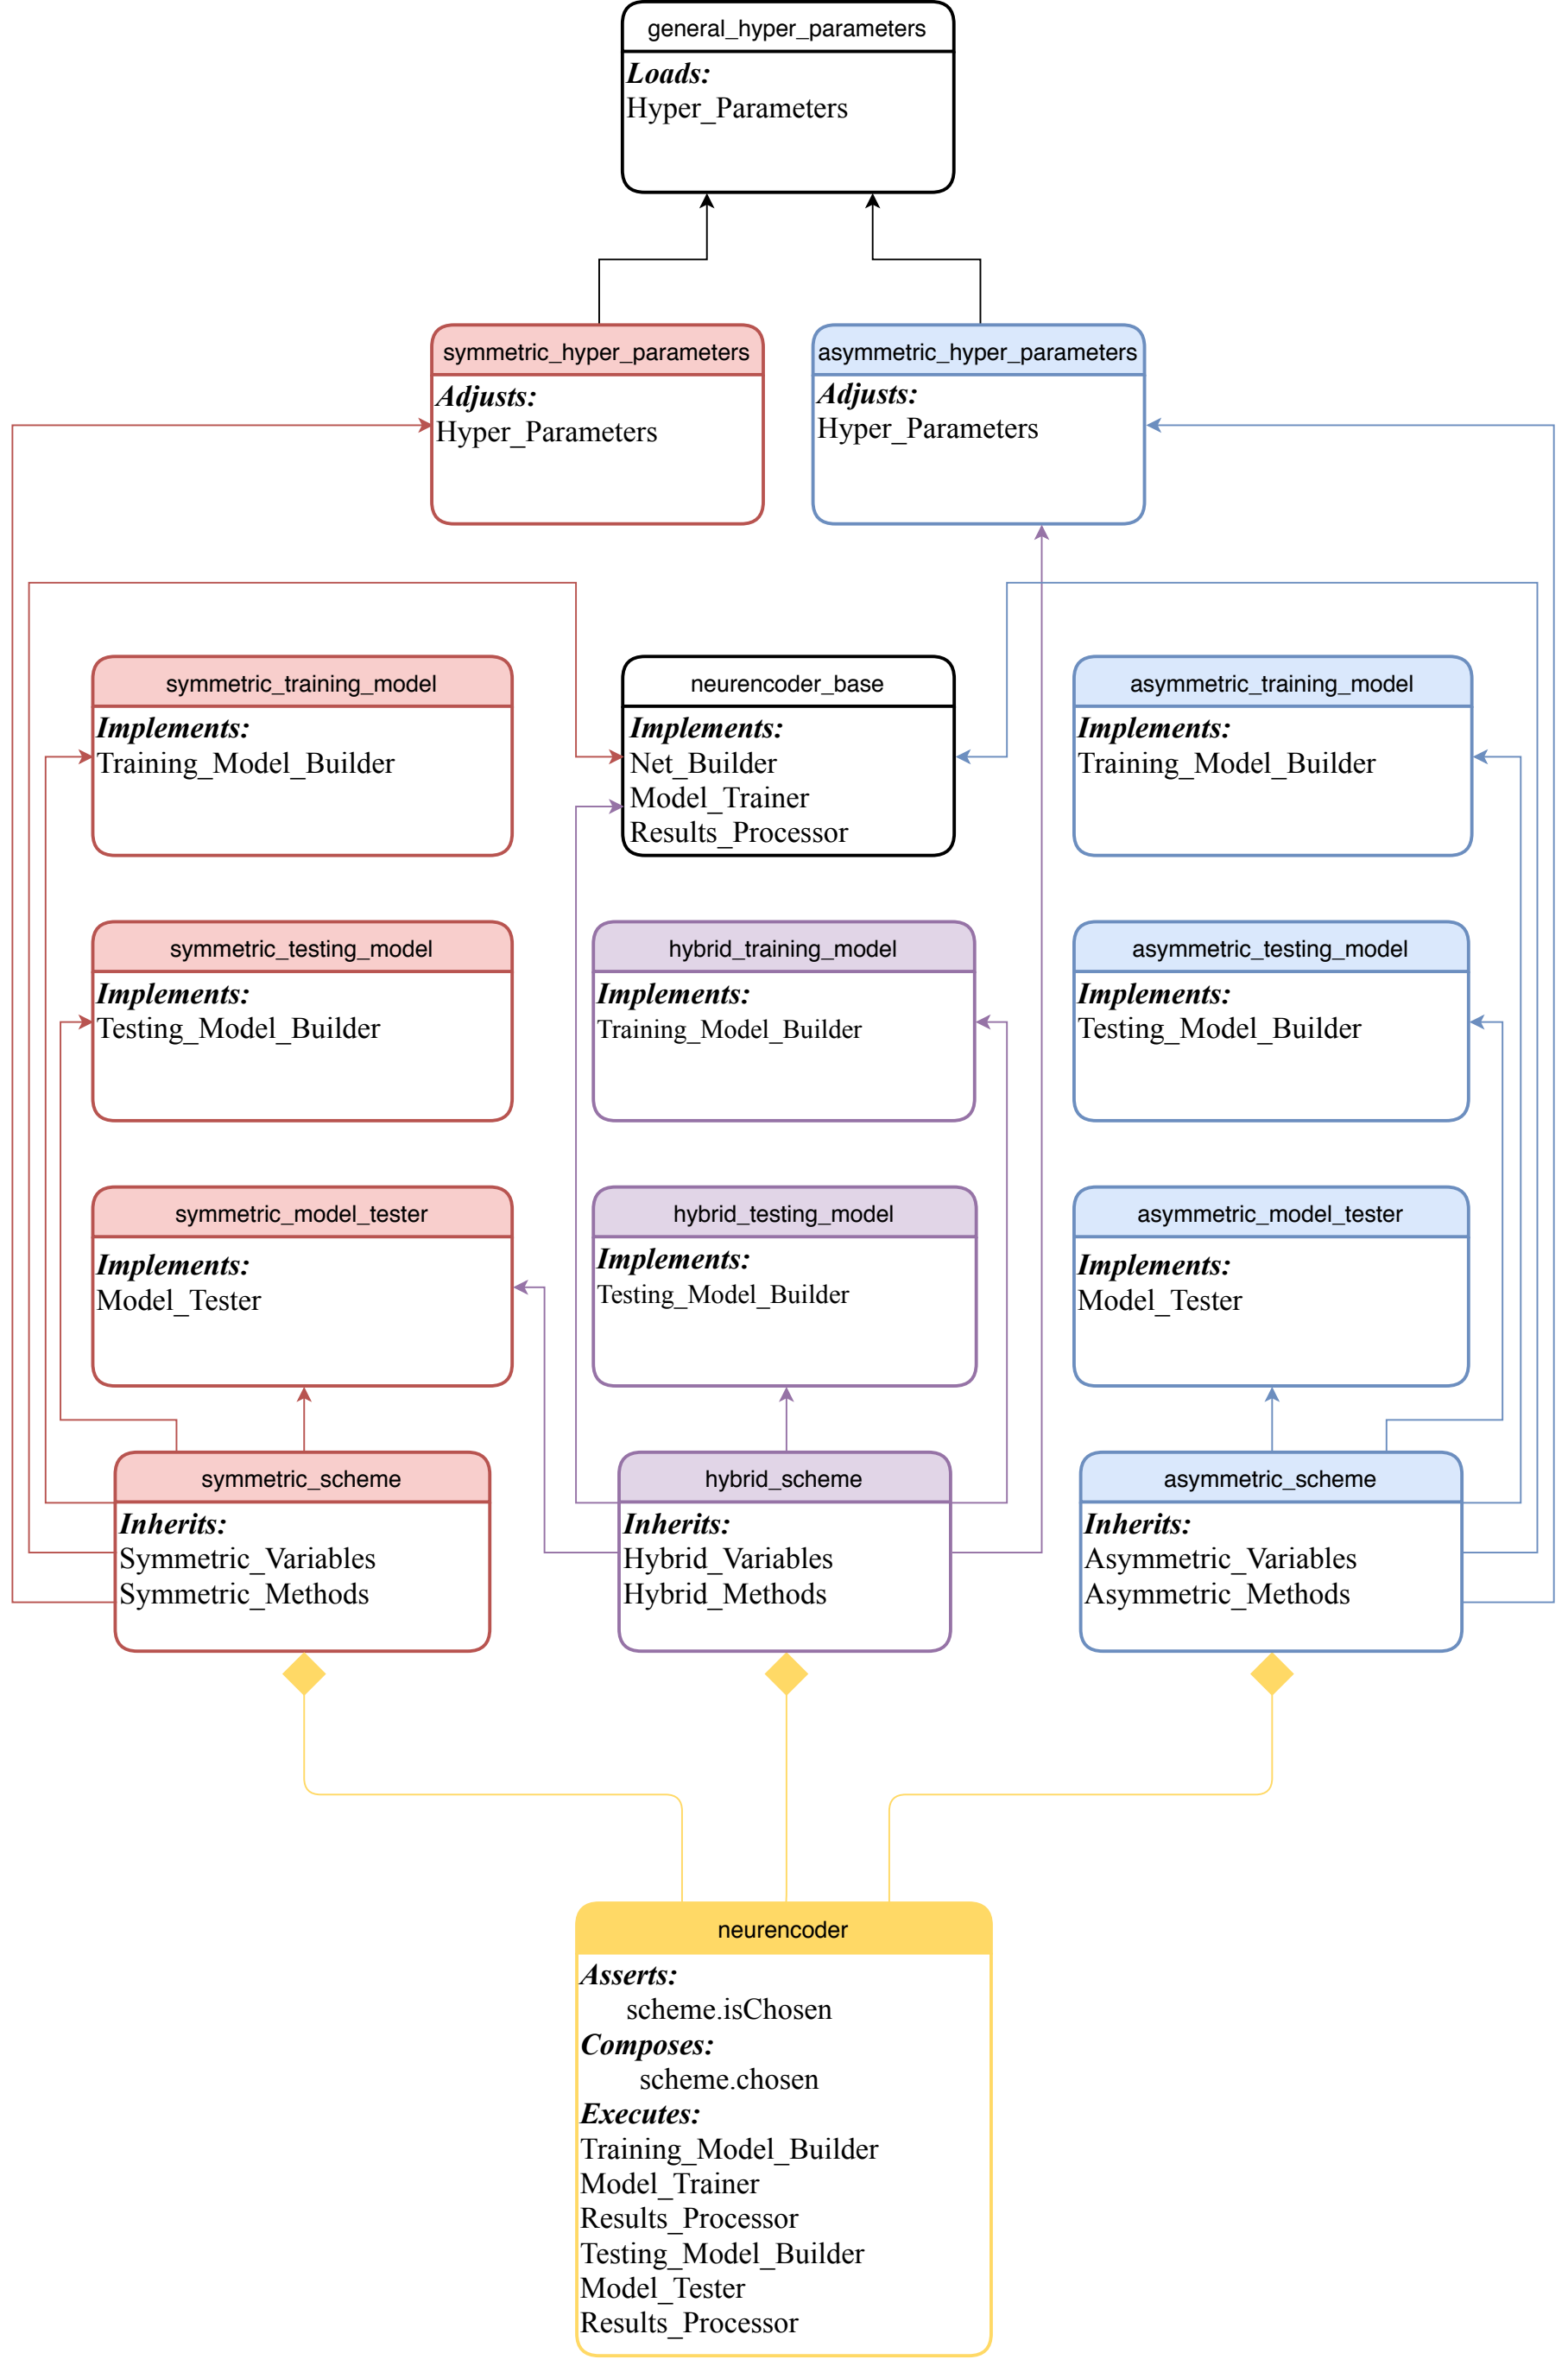 general_hyper_parameters
Loads:
Hyper_Parameters
symmetric_hyper_parameters
Adjusts:
Hyper_Parameters
asymmetric_hyper_parameters
Adjusts:
Hyper_Parameters
symmetric_training_model
Implements:
Training_Model_Builder
neurencoder_base
Implements:
Net_Builder
Model_Trainer
Results_Processor
asymmetric_training_model
Implements:
Training_Model_Builder
symmetric_testing_model
Implements:
Testing_Model_Builder
hybrid_training_model
Implements:
Training_Model_Builder
asymmetric_testing_model
Implements:
Testing_Model_Builder
symmetric_model_tester
Implements:
Model_Tester
hybrid_testing_model
Implements:
Testing_Model_Builder
asymmetric_model_tester
Implements:
Model_Tester
symmetric_scheme
Inherits:
Symmetric_Variables
Symmetric_Methods
hybrid_scheme
Inherits:
Hybrid_Variables
Hybrid_Methods
asymmetric_scheme
Inherits:
Asymmetric_Variables
Asymmetric_Methods
neurencoder
Asserts:
scheme.isChosen
Composes:
scheme.chosen
Executes:
Training_Model_Builder
Model_Trainer
Results_Processor
Testing_Model_Builder
Model_Tester
Results_Processor